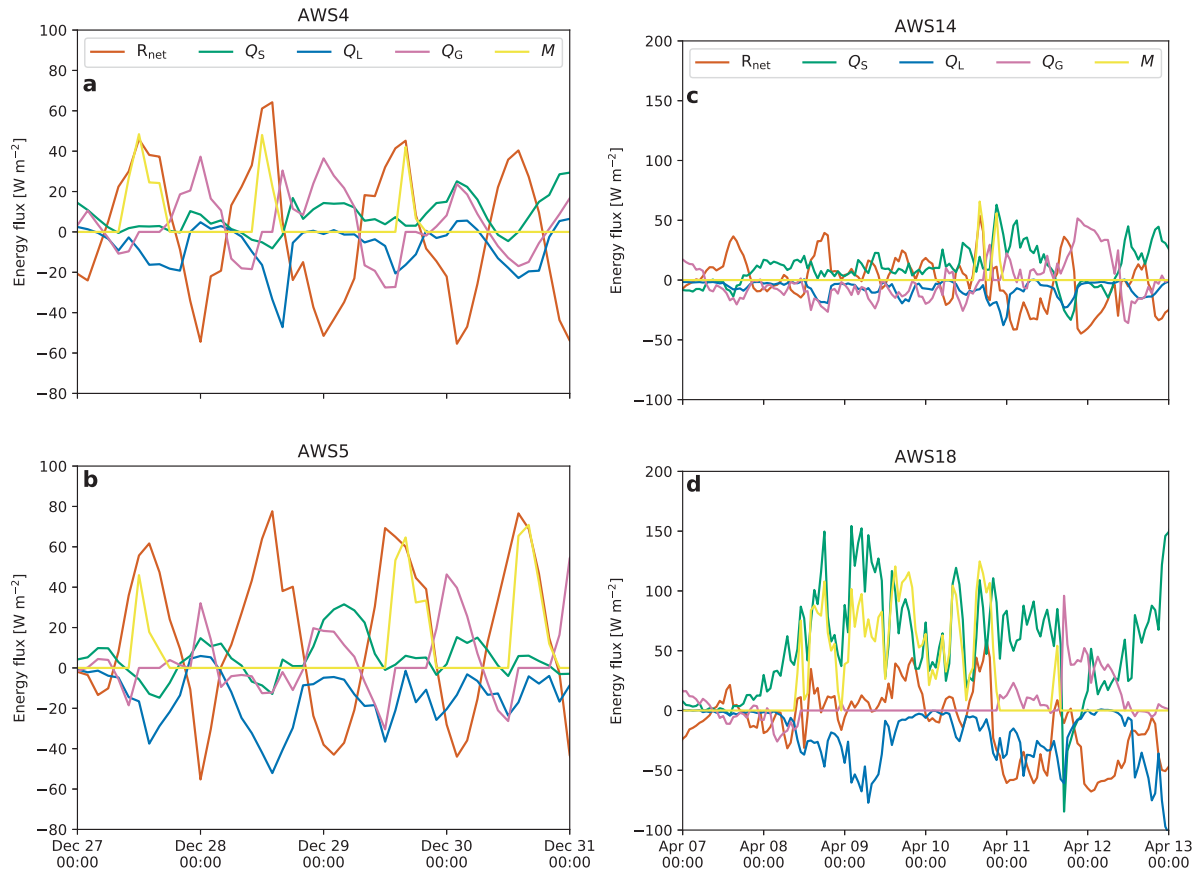 AWS4
100
80
60
40
20
0
−20
−40
−60
−80
Energy flux [W m−2]
R_net Q_S Q_L Q_G M
a
AWS14
200
150
100
50
0
−50
−100
Energy flux [W m−2]
R_net Q_S Q_L Q_G M
c
AWS5
100
80
60
40
20
0
−20
−40
−60
−80
Energy flux [W m−2]
b
Dec 27 Dec 28 Dec 29 Dec 30 Dec 31
00:00 00:00 00:00 00:00 00:00
AWS18
200
150
100
50
0
−50
−100
Energy flux [W m−2]
d
Apr 07 Apr 08 Apr 09 Apr 10 Apr 11 Apr 12 Apr 13
00:00 00:00 00:00 00:00 00:00 00:00 00:00